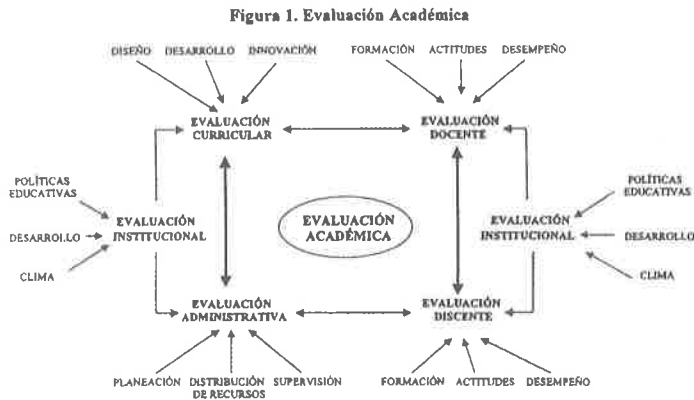 Figura 1. Evaluación Académica
DISEÑO DESARROLLO INNOVACIÓN
FORMACIÓN ACTITUDES DESEMPEÑO
EVALUACIÓN
CURRICULAR
EVALUACIÓN
DOCENTE
POLÍTICAS
EDUCATIVAS
DESARROLLO
CLIMA
EVALUACIÓN
INSTITUCIONAL
EVALUACIÓN
ACADÉMICA
EVALUACIÓN
INSTITUCIONAL
POLÍTICAS
EDUCATIVAS
DESARROLLO
CLIMA
EVALUACIÓN
ADMINISTRATIVA
EVALUACIÓN
DISCENTE
PLANEACIÓN DISTRIBUCIÓN SUPERVISIÓN
DE RECURSOS
FORMACIÓN ACTITUDES DESEMPEÑO